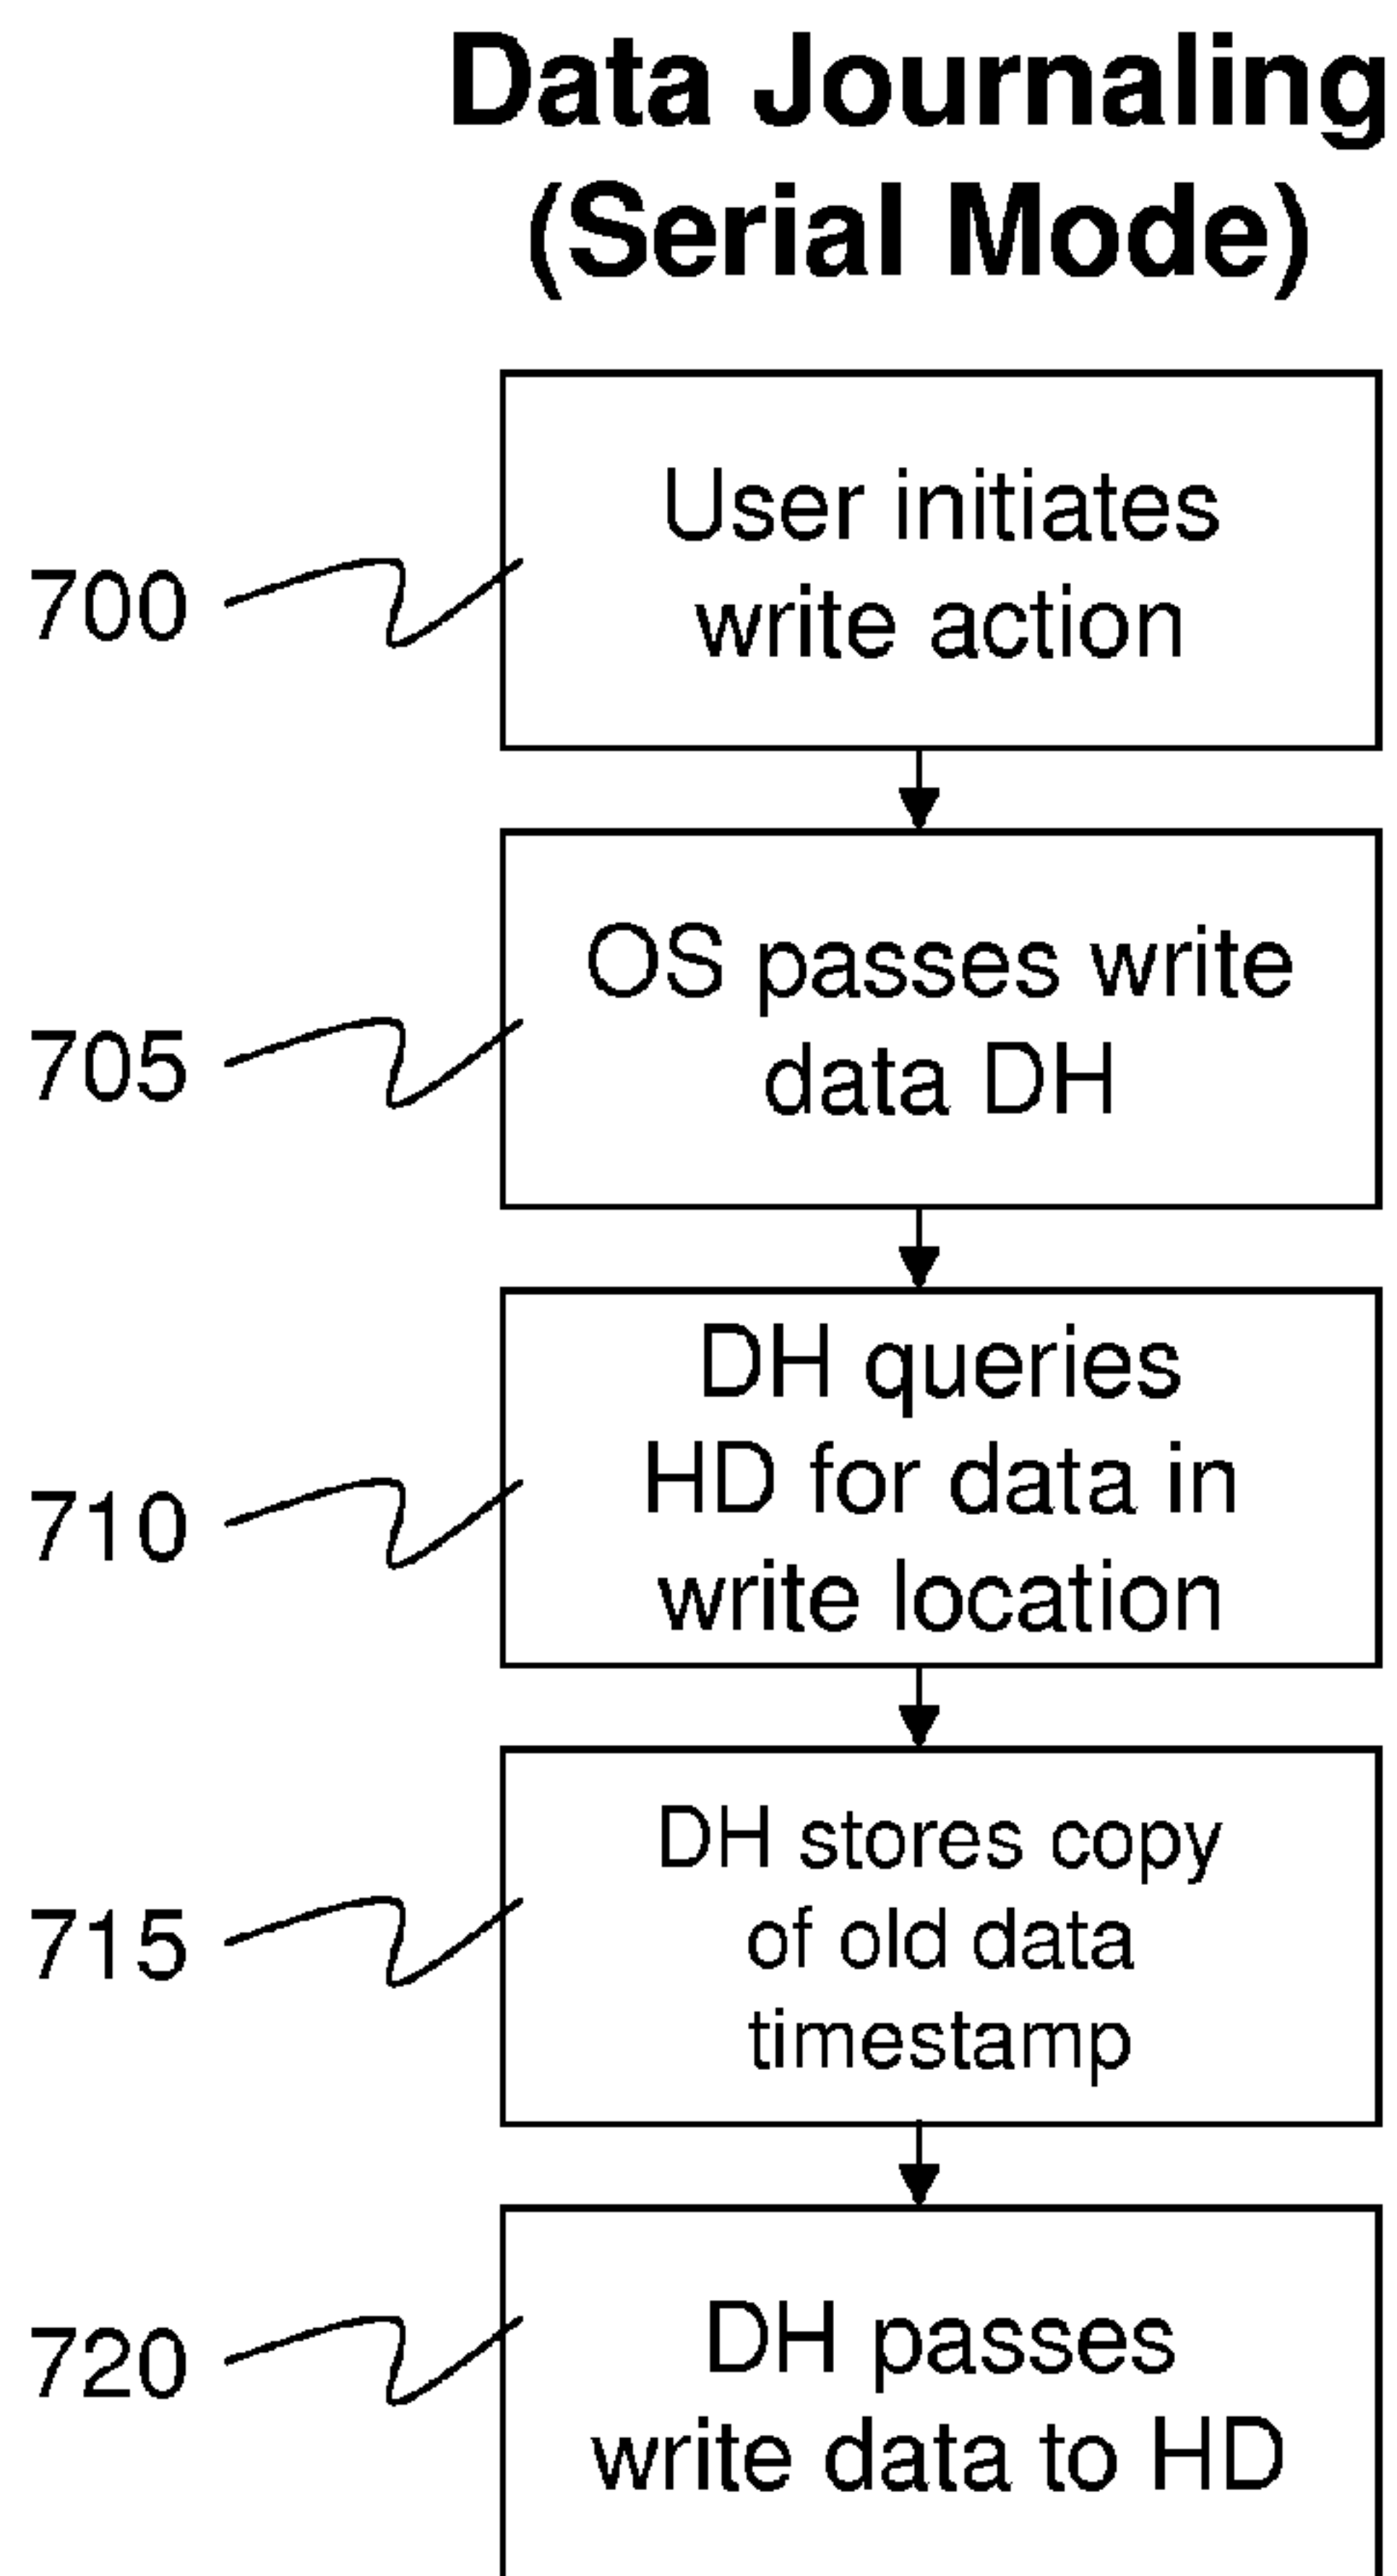 Data Journaling
(Serial Mode)
700
User initiates
write action
705
OS passes write
data DH
710
DH queries
HD for data in
write location
715
DH stores copy
of old data
timestamp
720
DH passes
write data to HD